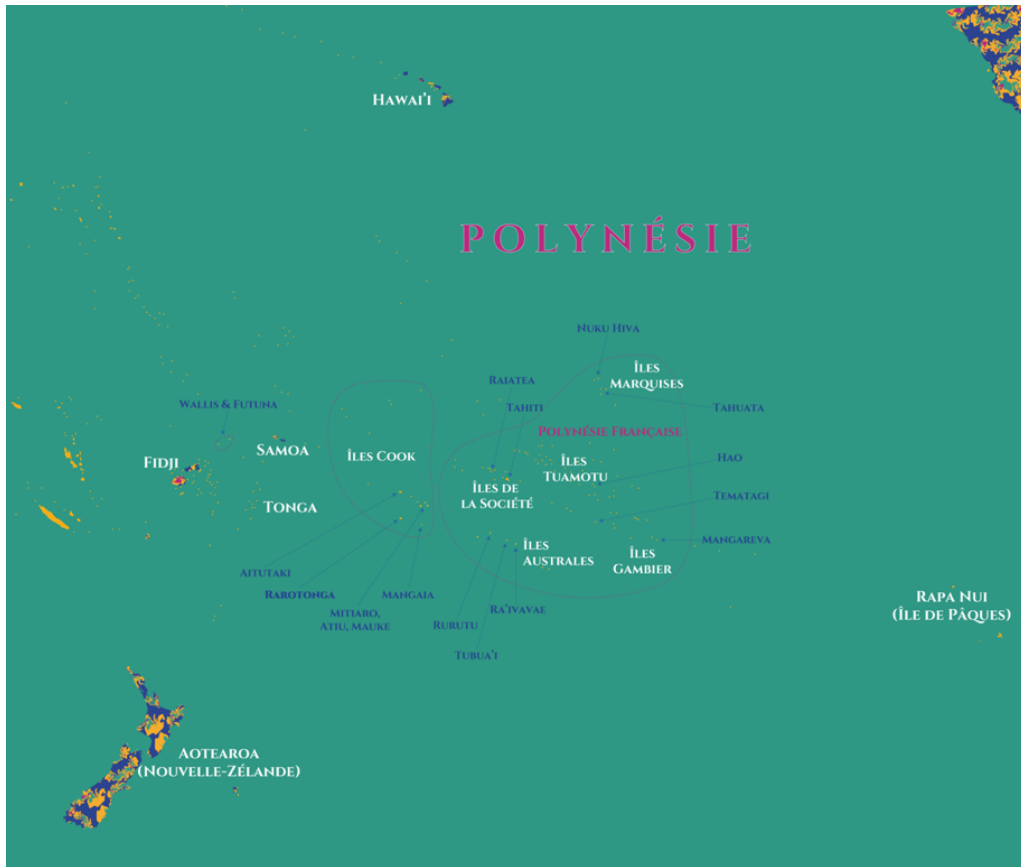 Hawai'i
POLYNÉSIE
Nuku Hiva
Îles
Marquises
Raiatea
Tahiti
Tahuata
Wallis & Futuna
Polynésie Française
Samoa
Fidji
Îles Cook
Îles
Tuamotu
Hao
Îles de
la Société
Tonga
Tematagi
Mangareva
Îles
Australes
Îles
Gambier
Aitutaki
Rarotonga
Mangaia
Mitiaro,
Atiu, Mauke
Ra'ivavae
Rurutu
Tubua'i
Rapa Nui
(Île de Pâques)
Aotearoa
(Nouvelle-Zélande)